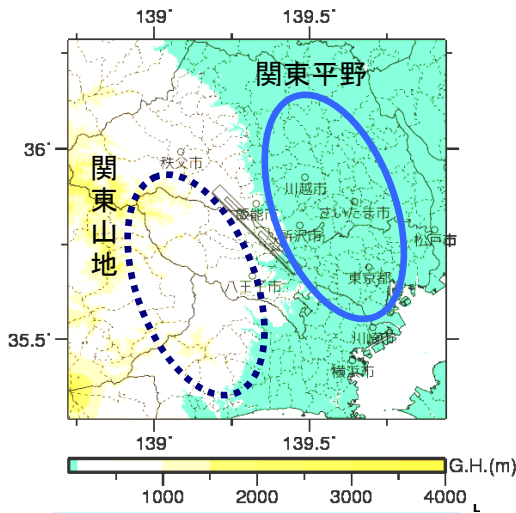 139° 139.5°
関東平野
36°
秩父市
関東山地
川越市
飯能市
さいたま市
所沢市
松戸市
八王子市
東京都
35.5°
川崎市
横浜市
139° 139.5°
G.H.(m)
1000 2000 3000 4000
L